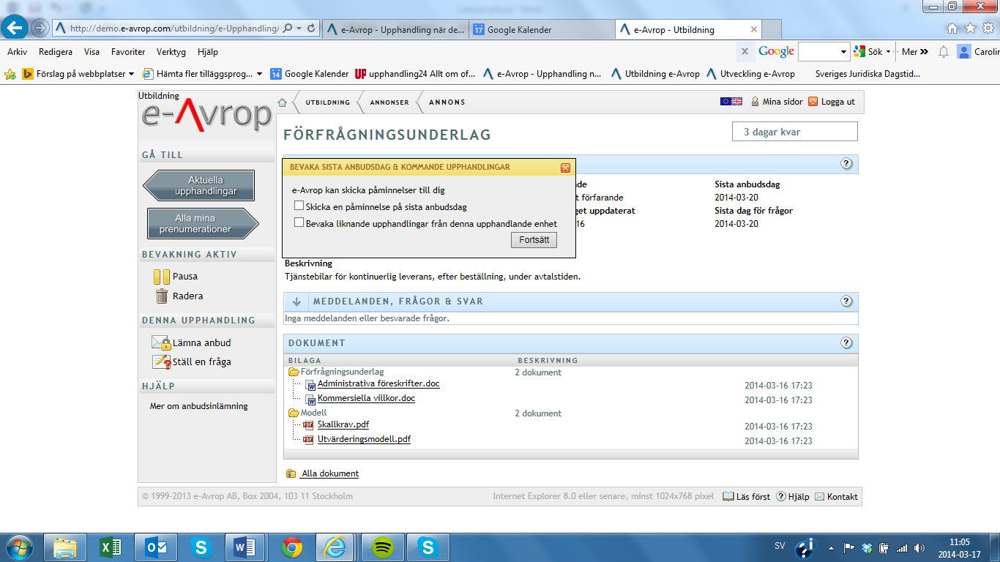 http://demo.e-avrop.com/utbildning/e-Upphandling/
e-Avrop - Upphandling när de...
17 Google Kalender
e-Avrop - Utbildning
Arkiv Redigera Visa Favoriter Verktyg Hjälp
Google
Sök
Mer
Carolin
Förslag på webbplatser
Hämta fler tilläggsprog...
14 Google Kalender
UP upphandling24 Allt om of...
e-Avrop - Upphandling n...
Utbildning e-Avrop
Utveckling e-Avrop
Sveriges Juridiska Dagstid...
Utbildning
e-Avrop
UTBILDNING ANNONSER ANNONS
Mina sidor Logga ut
FÖRFRÅGNINGSUNDERLAG
3 dagar kvar
GÅ TILL
Aktuella
upphandlingar
Alla mina
prenumerationer
BEVAKNING AKTIV
Pausa
Radera
DENNA UPPHANDLING
Lämna anbud
Ställ en fråga
HJÄLP
Mer om anbudsinlämning
BEVAKA SISTA ANBUDSDAG & KOMMANDE UPPHANDLINGAR
e-Avrop kan skicka påminnelser till dig
Skicka en påminnelse på sista anbudsdag
Bevaka liknande upphandlingar från denna upphandlande enhet
Fortsätt
?
de
t förfarande
get uppdaterat
16
Sista anbudsdag
2014-03-20
Sista dag för frågor
2014-03-20
Beskrivning
Tjänstebilar för kontinuerlig leverans, efter beställning, under avtalstiden.
MEDDELANDEN, FRÅGOR & SVAR ?
Inga meddelanden eller besvarade frågor.
DOKUMENT ?
BILAGA BESKRIVNING
Förfrågningsunderlag 2 dokument
Administrativa föreskrifter.doc 2014-03-16 17:23
Kommersiella villkor.doc 2014-03-16 17:23
Modell 2 dokument
PDF Skallkrav.pdf 2014-03-16 17:23
PDF Utvärderingsmodell.pdf 2014-03-16 17:23
Alla dokument
© 1999-2013 e-Avrop AB, Box 2004, 103 11 Stockholm
Internet Explorer 8.0 eller senare, minst 1024x768 pixel
Läs först ? Hjälp Kontakt
SV
11:05
2014-03-17